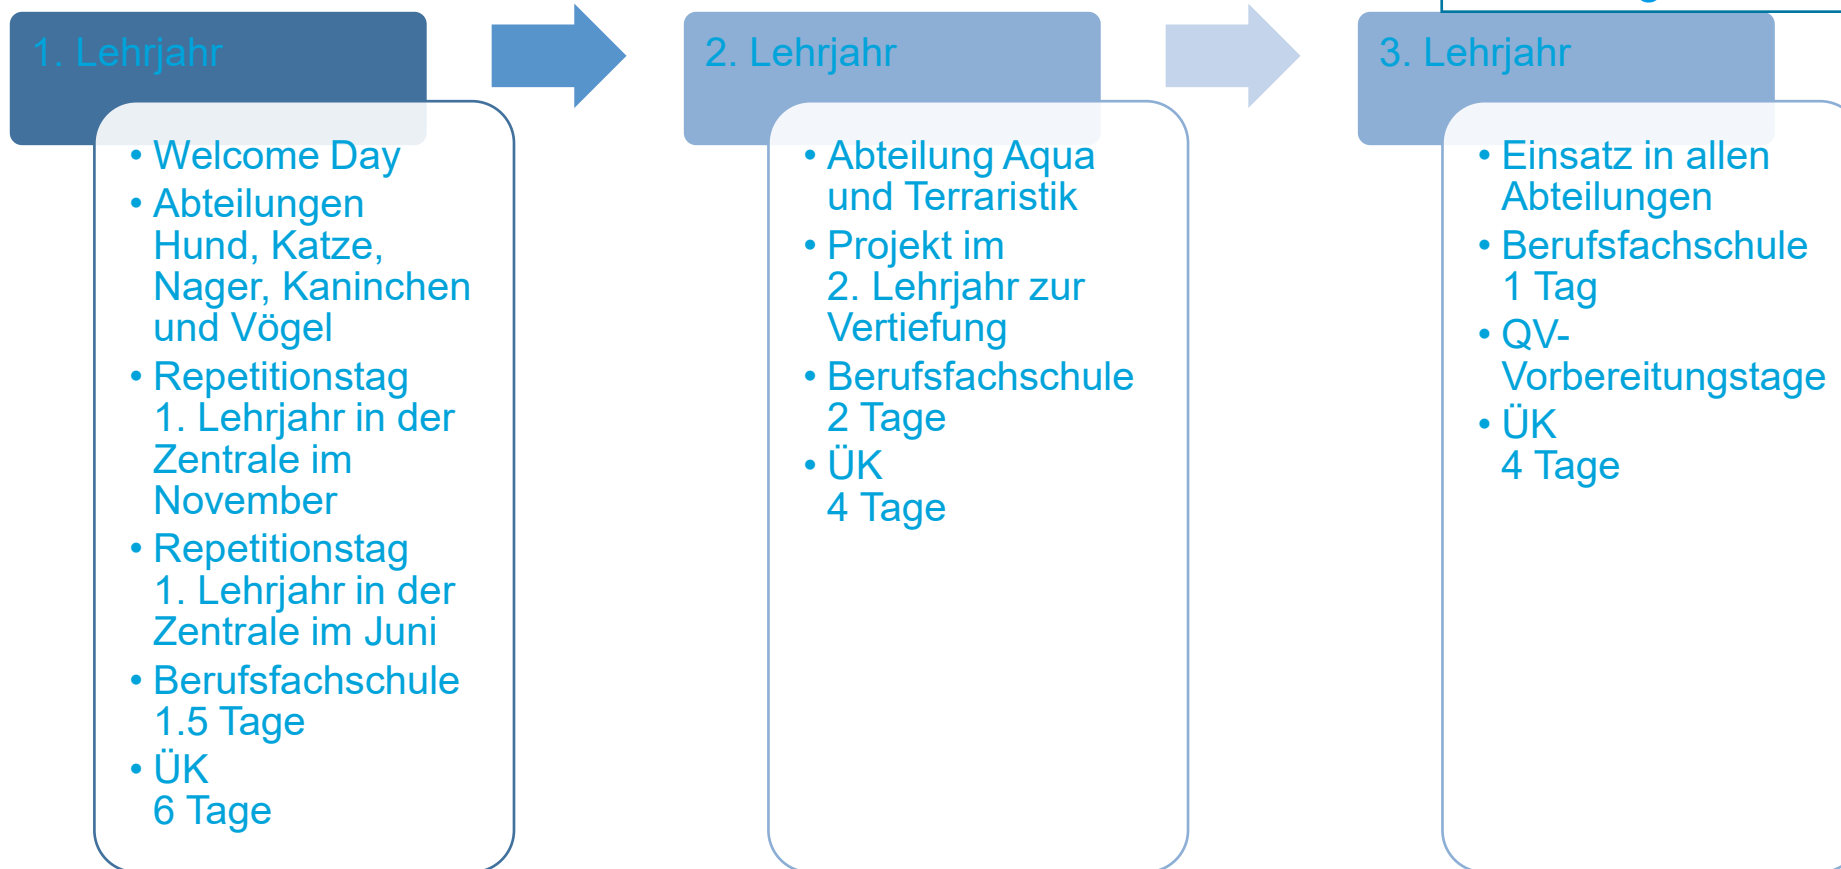 1. Lehrjahr
• Welcome Day
• Abteilungen
Hund, Katze,
Nager, Kaninchen
und Vögel
• Repetitionstag
1. Lehrjahr in der
Zentrale im
November
• Repetitionstag
1. Lehrjahr in der
Zentrale im Juni
• Berufsfachschule
1.5 Tage
• ÜK
6 Tage
2. Lehrjahr
• Abteilung Aqua
und Terraristik
• Projekt im
2. Lehrjahr zur
Vertiefung
• Berufsfachschule
2 Tage
• ÜK
4 Tage
3. Lehrjahr
• Einsatz in allen
Abteilungen
• Berufsfachschule
1 Tag
• QV-
Vorbereitungstage
• ÜK
4 Tage